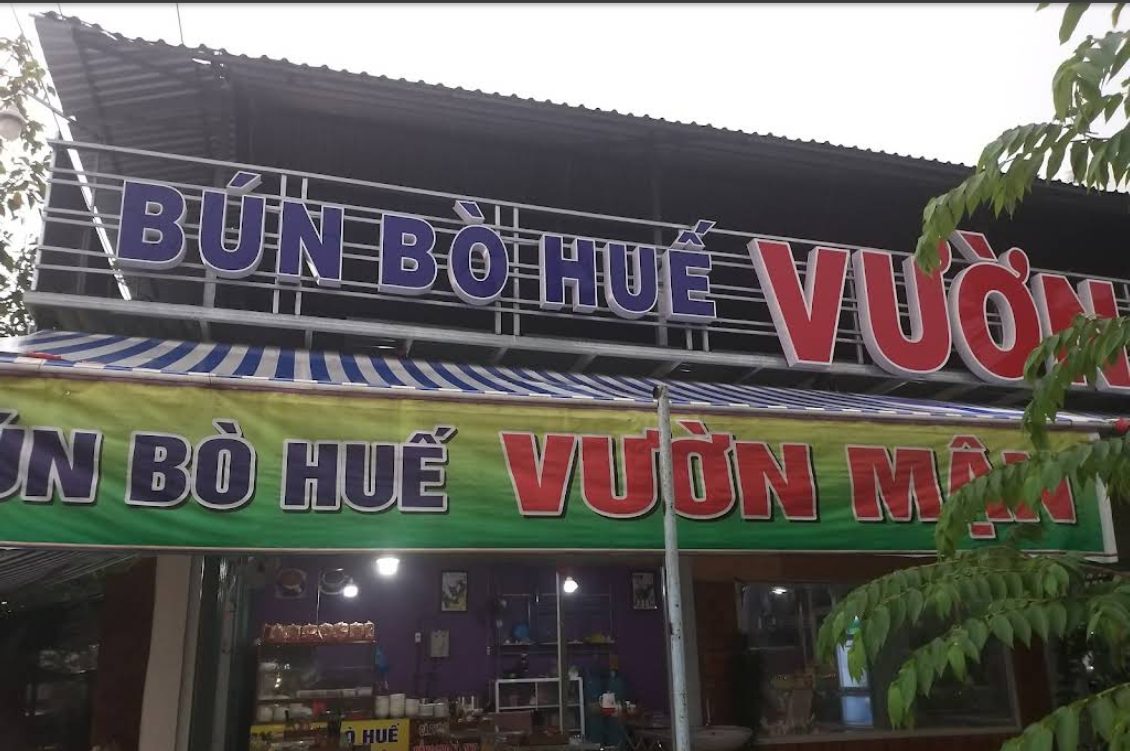 BÚN BÒ HUẾ VƯỜN
ÚN BÒ HUẾ VƯỜN MẬN
Ò HUẾ